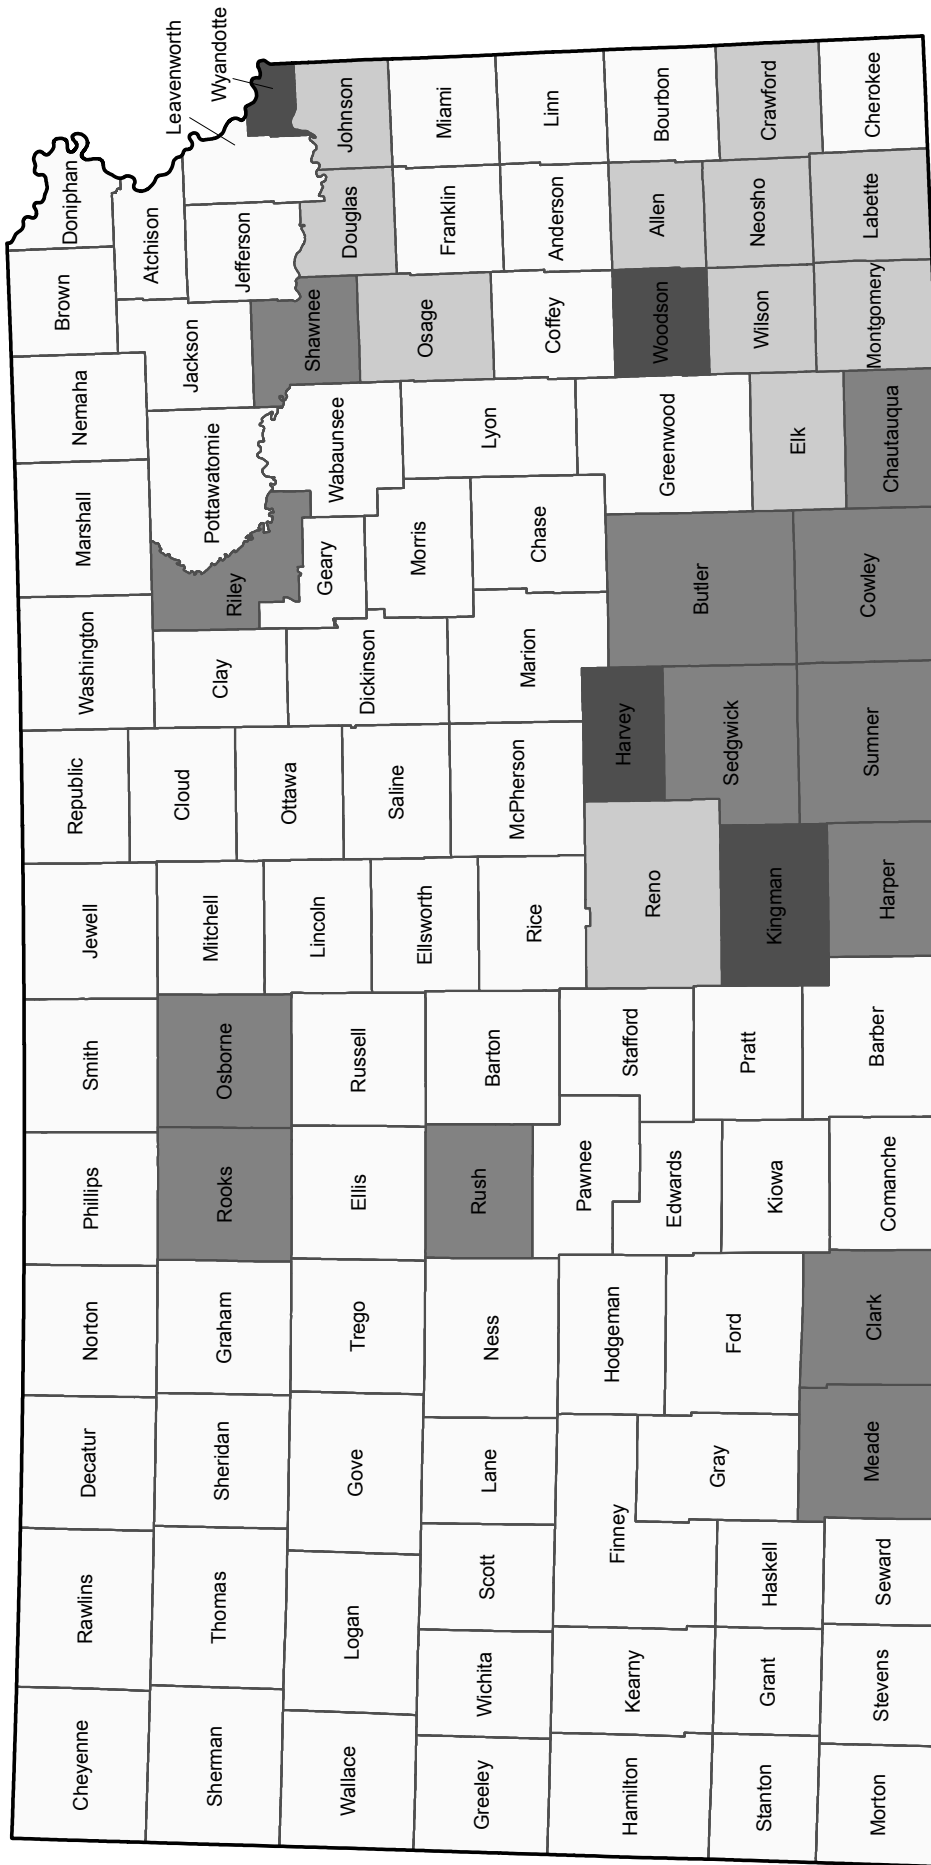 Cheyenne
Rawlins
Decatur
Norton
Phillips
Smith
Jewell
Republic
Washington
Marshall
Nemaha
Brown
Doniphan
Leavenworth
Wyandotte
Sherman
Thomas
Sheridan
Graham
Rooks
Osborne
Mitchell
Cloud
Clay
Riley
Pottawatomie
Jackson
Atchison
Jefferson
Wallace
Logan
Gove
Trego
Ellis
Russell
Lincoln
Ottawa
Dickinson
Geary
Wabaunsee
Shawnee
Douglas
Johnson
Greeley
Wichita
Scott
Lane
Ness
Rush
Barton
Ellsworth
Saline
Morris
Osage
Franklin
Miami
Hamilton
Kearny
Finney
Hodgeman
Pawnee
Stafford
Rice
McPherson
Marion
Chase
Lyon
Coffey
Anderson
Linn
Stanton
Grant
Haskell
Gray
Ford
Edwards
Kiowa
Pratt
Reno
Kingman
Harvey
Sedgwick
Butler
Greenwood
Woodson
Allen
Bourbon
Elk
Wilson
Neosho
Crawford
Morton
Stevens
Seward
Meade
Clark
Comanche
Barber
Harper
Sumner
Cowley
Chautauqua
Montgomery
Labette
Cherokee